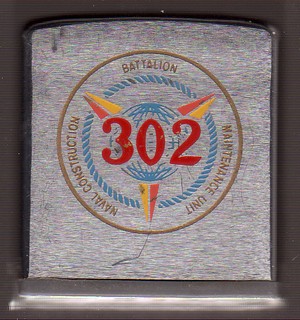 BATTALION
NAVAL CONSTRUCTION
MAINTENANCE UNIT
302